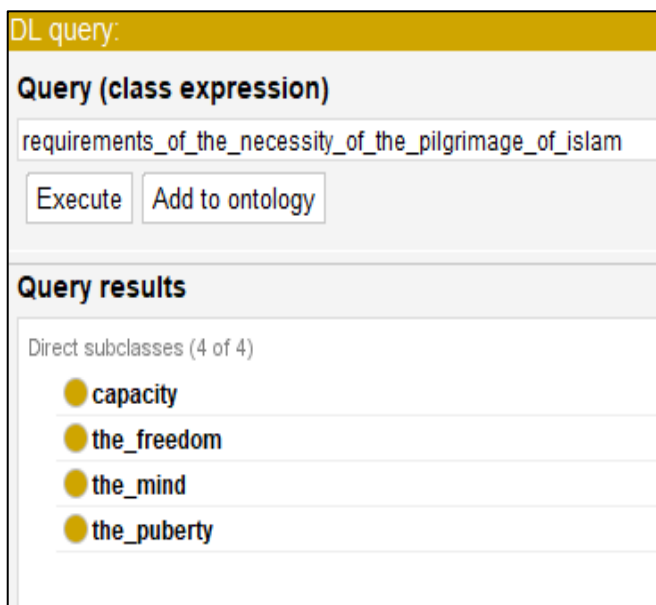 DL query:
Query (class expression)
requirements_of_the_necessity_of_the_pilgrimage_of_islam
Execute Add to ontology
Query results
Direct subclasses (4 of 4)
capacity
the_freedom
the_mind
the_puberty